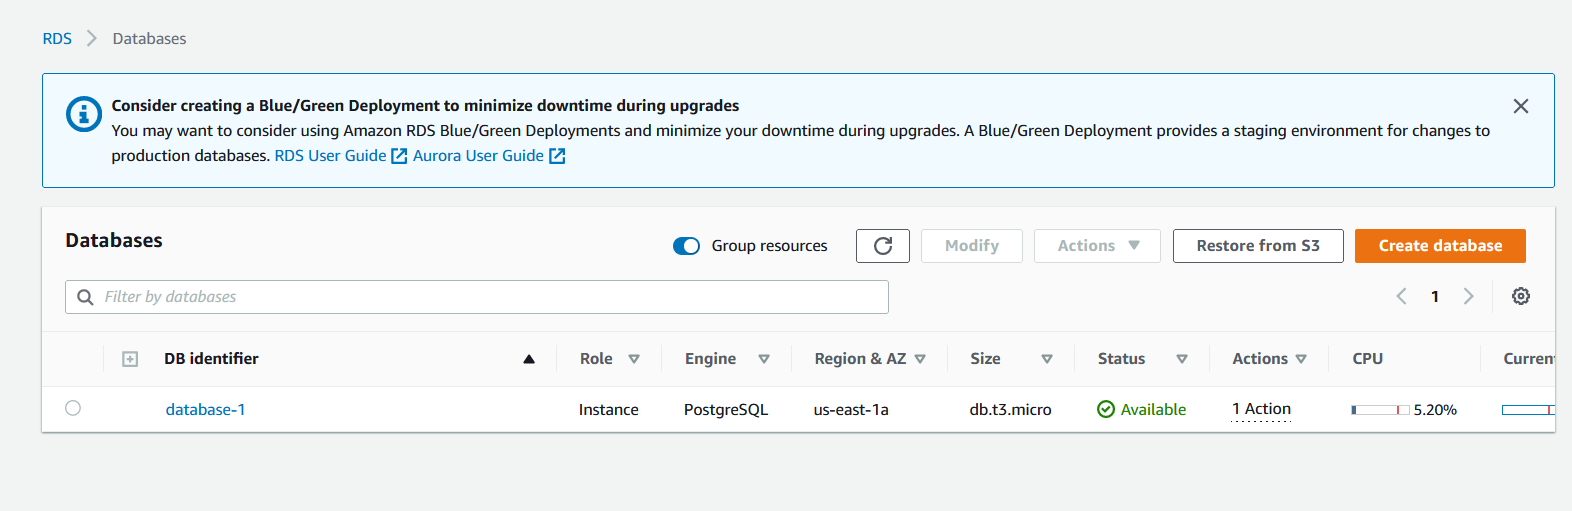 RDS > Databases
Consider creating a Blue/Green Deployment to minimize downtime during upgrades
You may want to consider using Amazon RDS Blue/Green Deployments and minimize your downtime during upgrades. A Blue/Green Deployment provides a staging environment for changes to
production databases. RDS User Guide Aurora User Guide
Databases Group resources Modify Actions Restore from S3 Create database
Filter by databases 1
DB identifier Role Engine Region & AZ Size Status Actions CPU Curren
database-1 Instance PostgreSQL us-east-1a db.t3.micro Available 1 Action 5.20%